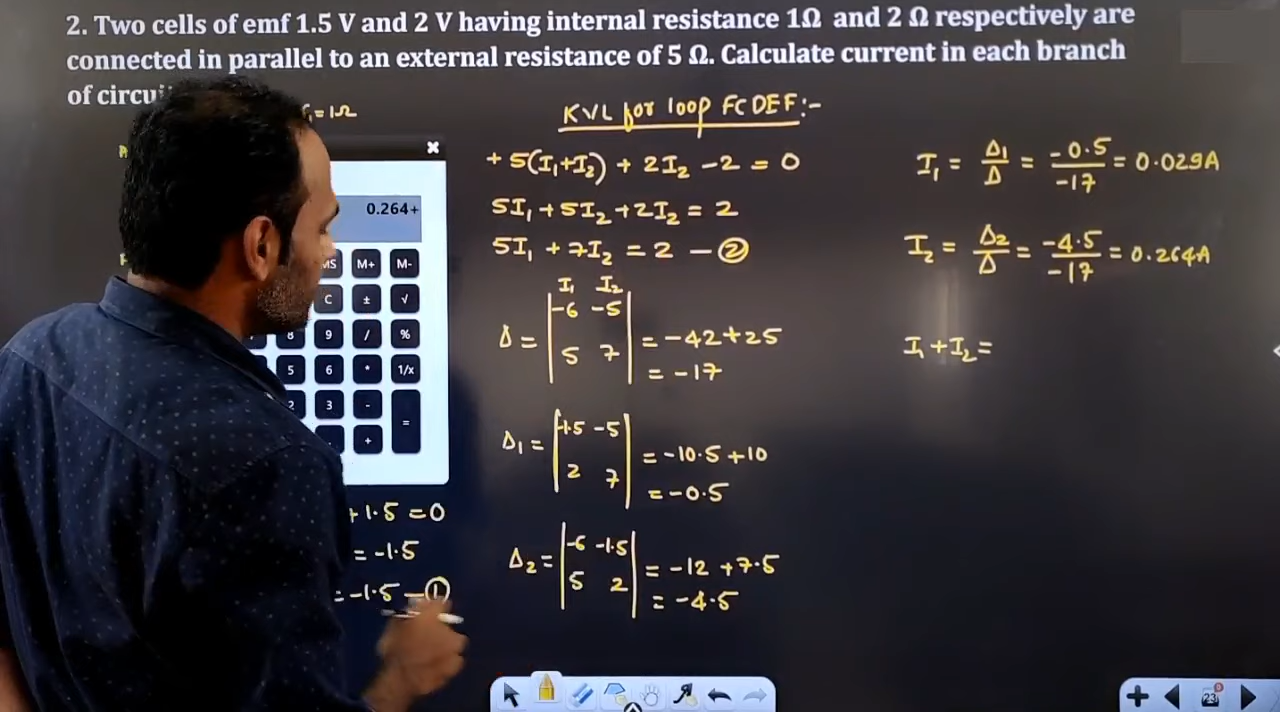 2. Two cells of emf 1.5 V and 2 V having internal resistance 1Ω and 2 Ω respectively are
connected in parallel to an external resistance of 5 Ω. Calculate current in each branch
of
= 1Ω
KVL for loop FCDEF:-
+ 5(I₁+I₂) + 2I₂ - 2 = 0
5I₁ + 5I₂ + 2I₂ = 2
5I₁ + 7I₂ = 2 - ②
I₁ I₂
Δ = | -6 -5 | = -42+25
| 5 7 | = -17
Δ₁ = | -1.5 -5 | = -10.5 + 10
| 2 7 | = -0.5
Δ₂ = | -6 -1.5 | = -12 + 7.5
| 5 2 | = -4.5
I₁ = Δ₁/Δ = -0.5/-17 = 0.029A
I₂ = Δ₂/Δ = -4.5/-17 = 0.264A
I₁ + I₂ =
0.264+
MS M+ M-
C ± √
8 9 / %
5 6 * 1/x
2 3 - =
+
+ 1.5 = 0
= -1.5
= -1.5 - ①
23